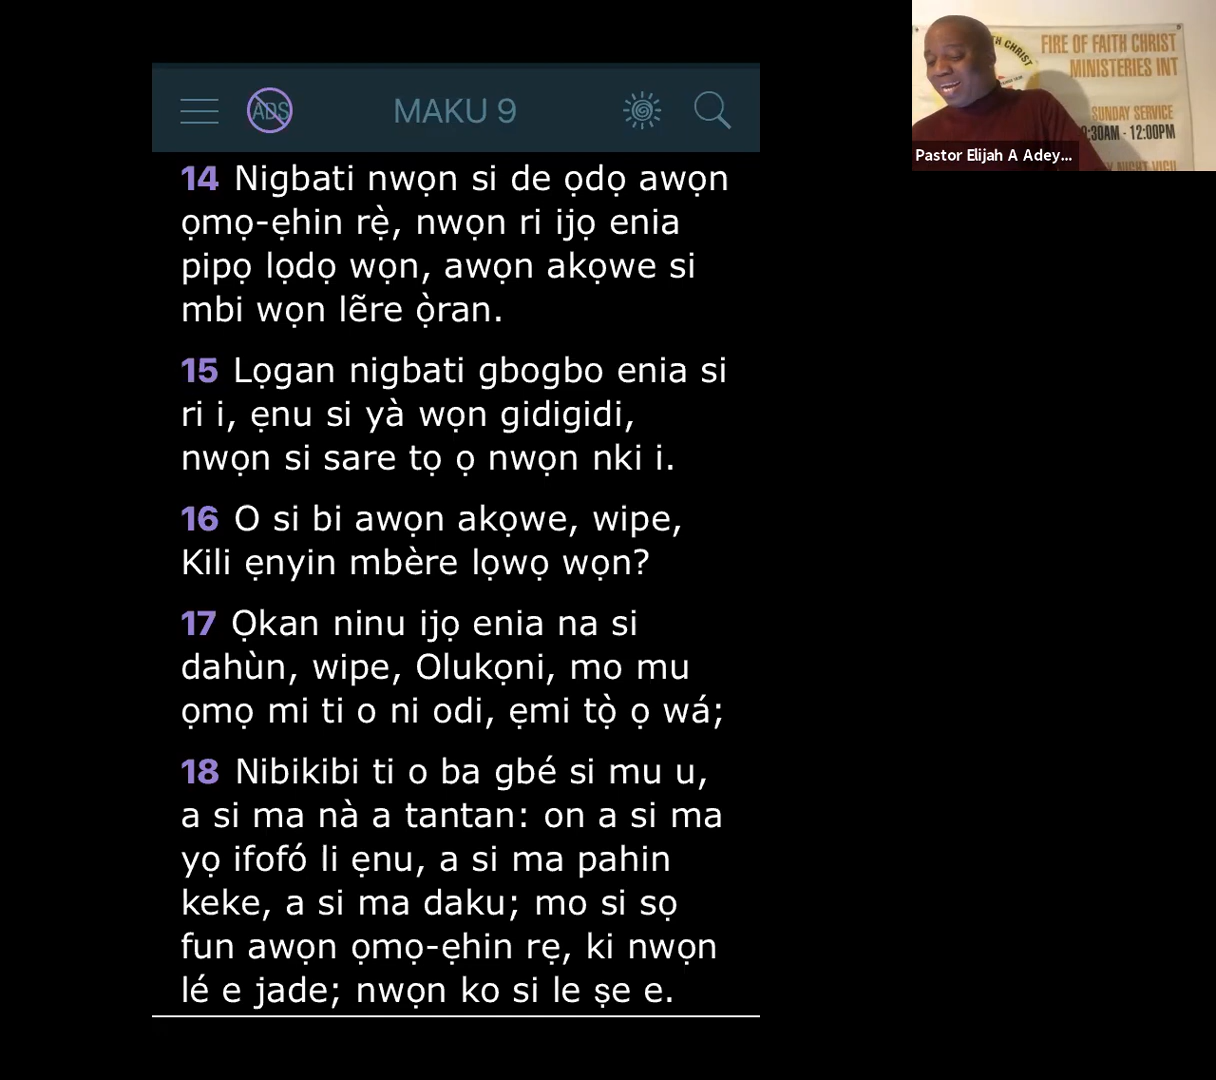 ADS
MAKU 9
14 Nigbati nwọn si de ọdọ awọn
ọmọ-ẹhin rẹ̀, nwọn ri ijọ enia
pipọ lọdọ wọn, awọn akọwe si
mbi wọn lẽre ọ̀ran.
15 Lọgan nigbati gbogbo enia si
ri i, ẹnu si yà wọn gidigidi,
nwọn si sare tọ ọ nwọn nki i.
16 O si bi awọn akọwe, wipe,
Kili ẹnyin mbère lọwọ wọn?
17 Ọkan ninu ijọ enia na si
dahùn, wipe, Olukọni, mo mu
ọmọ mi ti o ni odi, ẹmi tọ̀ ọ wá;
18 Nibikibi ti o ba gbé si mu u,
a si ma nà a tantan: on a si ma
yọ ifofó li ẹnu, a si ma pahin
keke, a si ma daku; mo si sọ
fun awọn ọmọ-ẹhin rẹ, ki nwọn
lé e jade; nwọn ko si le ṣe e.
TH CHRIST
FIRE OF FAITH CHRIST
MINISTERIES INT
SUNDAY SERVICE
:30AM - 12:00PM
NIGHT VIGIL
Pastor Elijah A Adey...